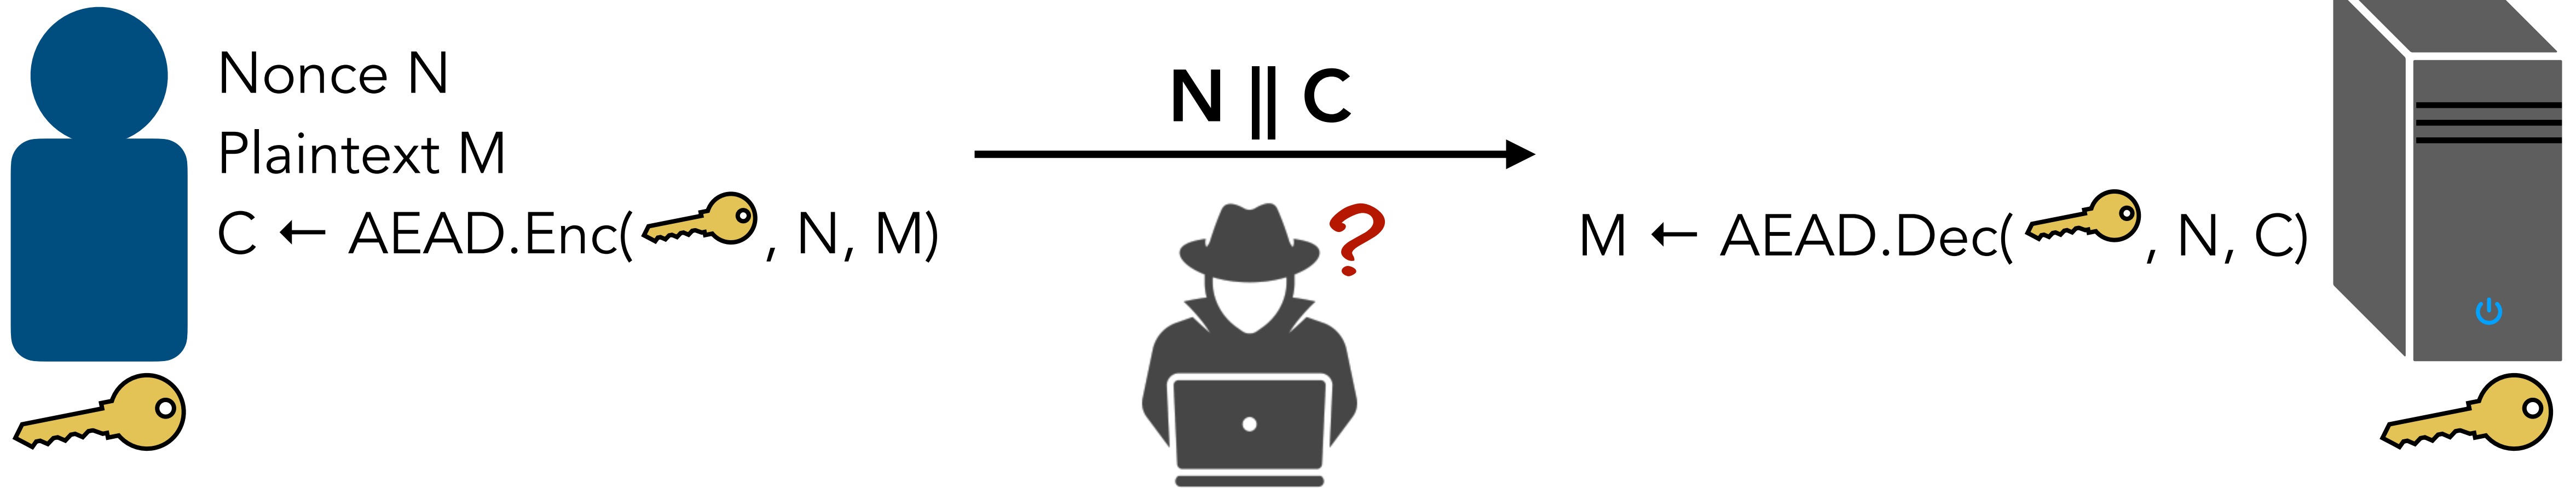 Nonce N
Plaintext M
C ← AEAD.Enc( , N, M)
N || C
?
M ← AEAD.Dec( , N, C)